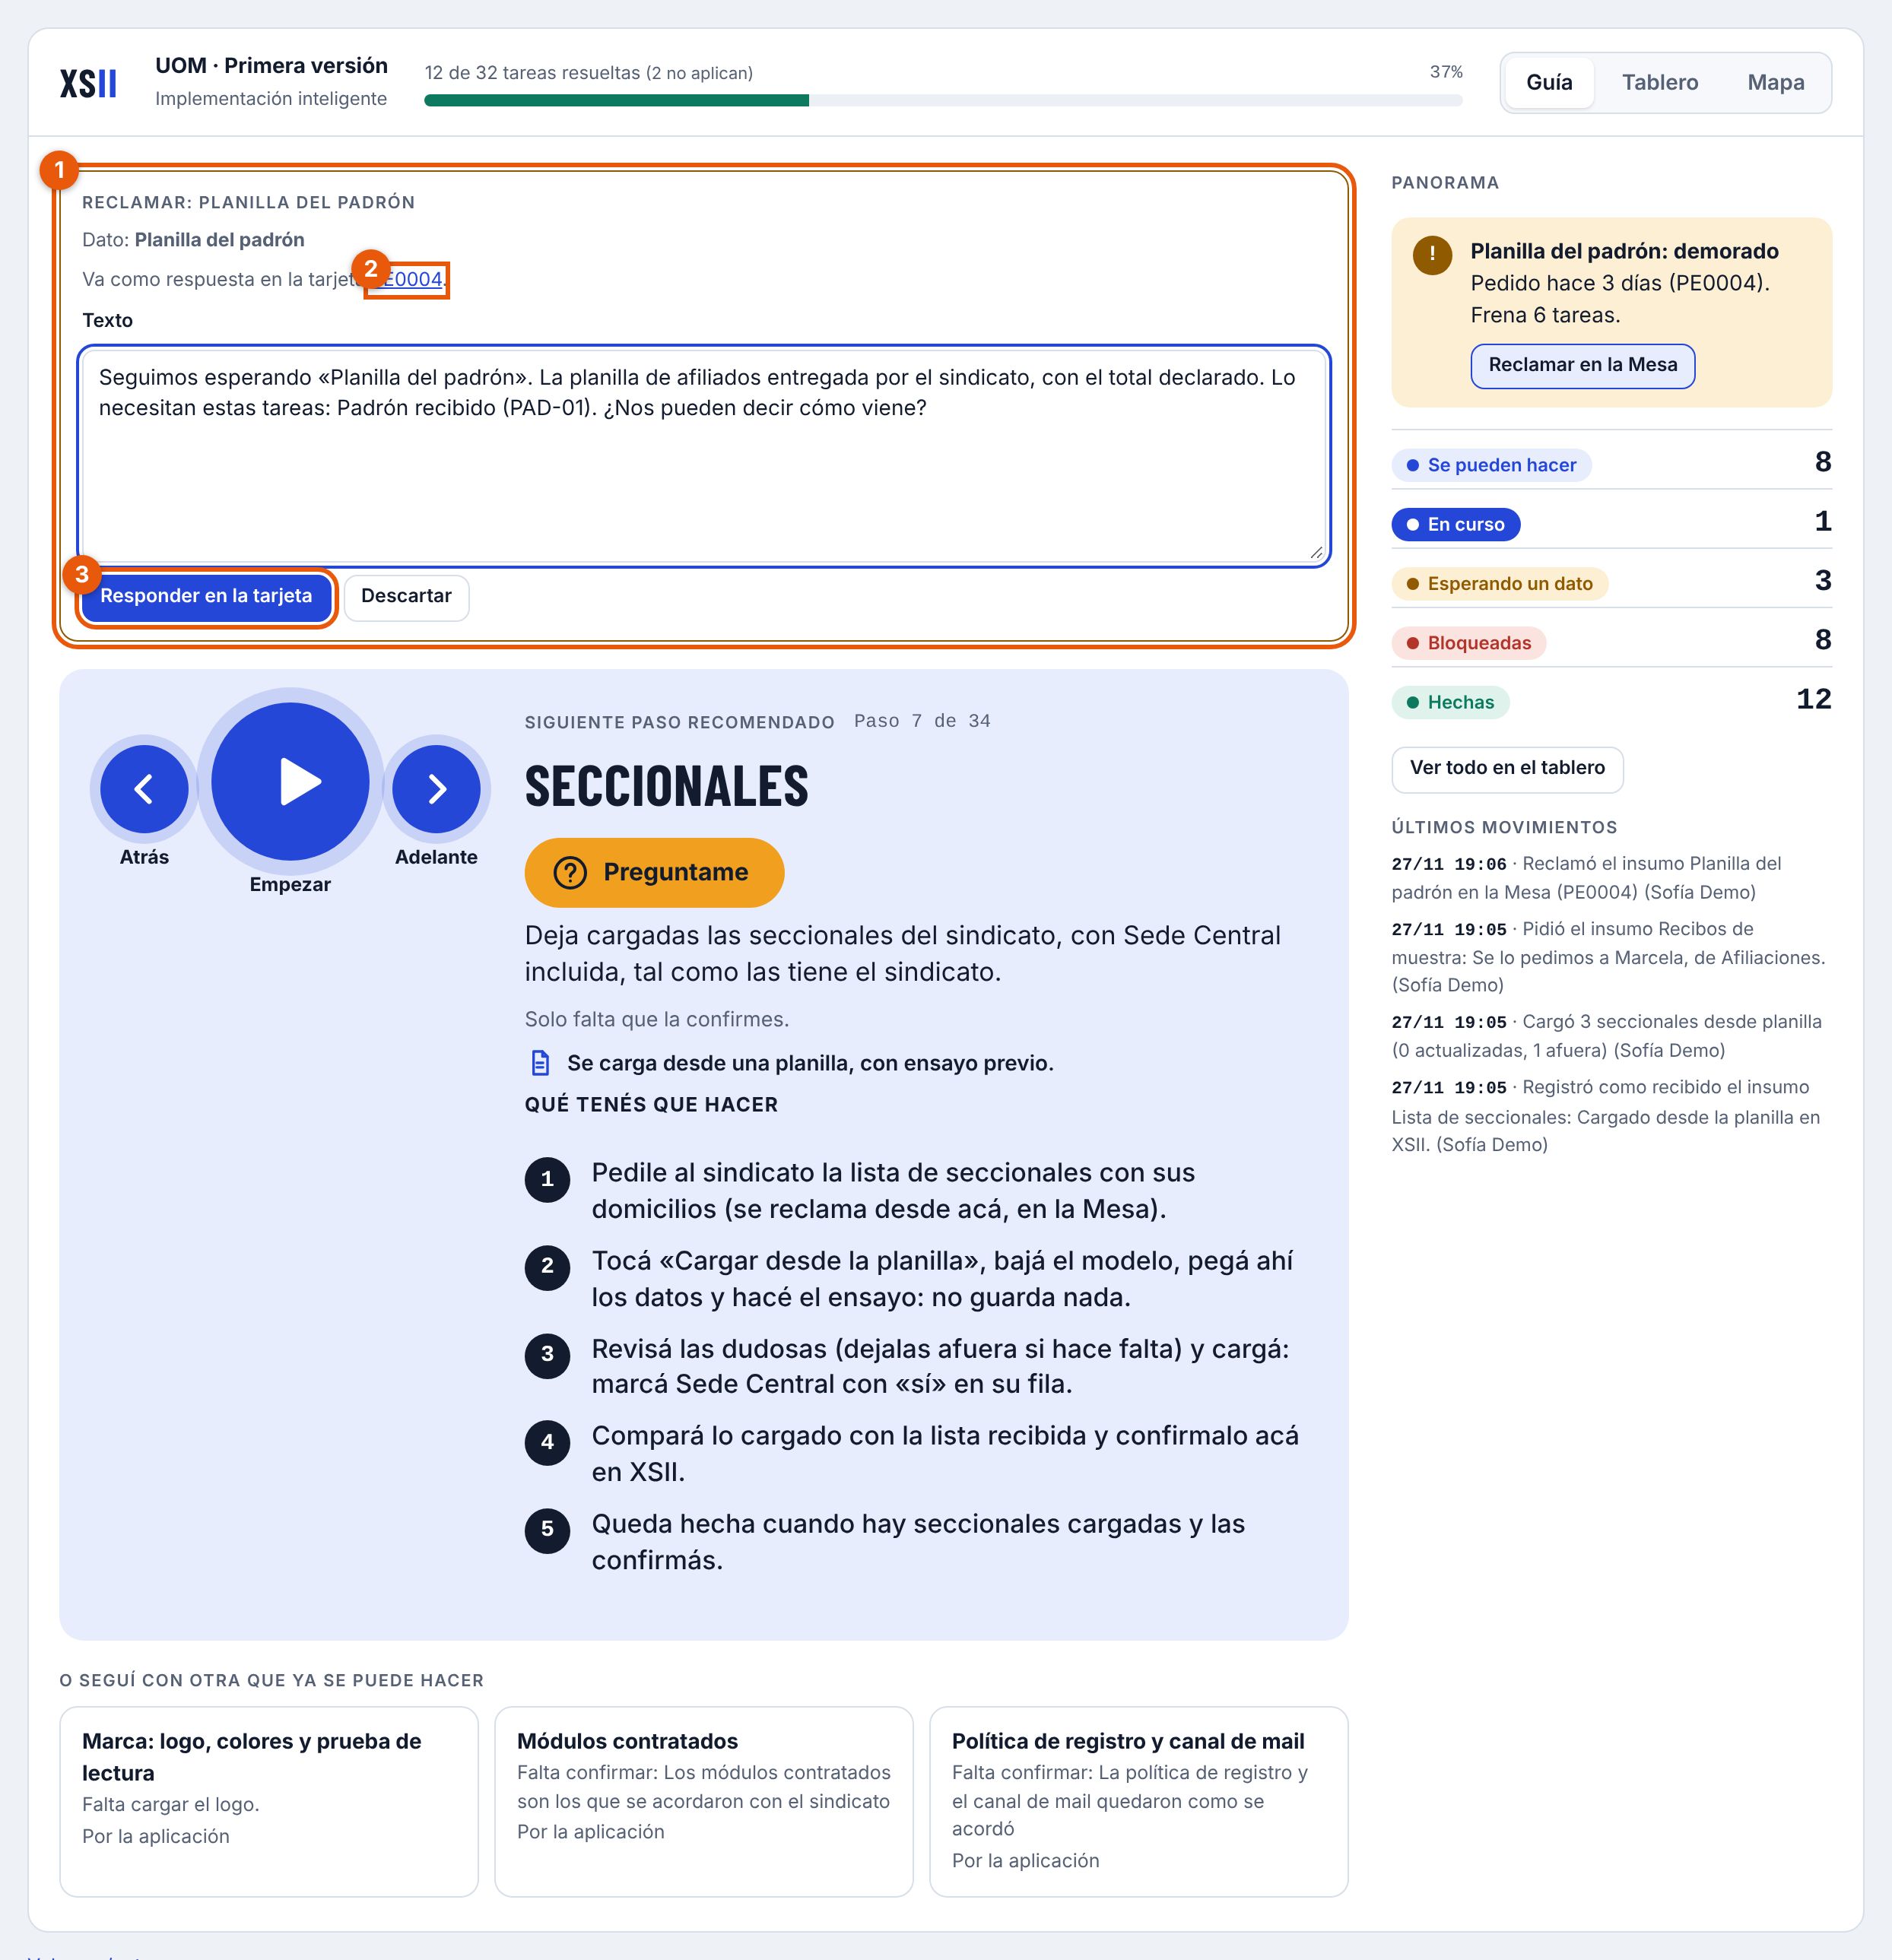 XSII
UOM · Primera versión
Implementación inteligente
12 de 32 tareas resueltas (2 no aplican)
37%
Guía
Tablero
Mapa
1
RECLAMAR: PLANILLA DEL PADRÓN
Dato: Planilla del padrón
2
Va como respuesta en la
E0004.
Texto
Seguimos esperando «Planilla del padrón». La planilla de afiliados entregada por el sindicato, con el total declarado. Lo
necesitan estas tareas: Padrón recibido (PAD-01). ¿Nos pueden decir cómo viene?
3
Responder en la tarjeta
Descartar
SIGUIENTE PASO RECOMENDADO Paso 7 de 34
SECCIONALES
Atrás
Empezar
Adelante
Preguntame
Deja cargadas las seccionales del sindicato, con Sede Central
incluida, tal como las tiene el sindicato.
Solo falta que la confirmes.
Se carga desde una planilla, con ensayo previo.
QUÉ TENÉS QUE HACER
1 Pedile al sindicato la lista de seccionales con sus
domicilios (se reclama desde acá, en la Mesa).
2 Tocá «Cargar desde la planilla», bajá el modelo, pegá ahí
los datos y hacé el ensayo: no guarda nada.
3 Revisá las dudosas (dejalas afuera si hace falta) y cargá:
marcá Sede Central con «sí» en su fila.
4 Compará lo cargado con la lista recibida y confirmalo acá
en XSII.
5 Queda hecha cuando hay seccionales cargadas y las
confirmás.
O SEGUÍ CON OTRA QUE YA SE PUEDE HACER
Marca: logo, colores y prueba de
lectura
Falta cargar el logo.
Por la aplicación
Módulos contratados
Falta confirmar: Los módulos contratados
son los que se acordaron con el sindicato
Por la aplicación
Política de registro y canal de mail
Falta confirmar: La política de registro y
el canal de mail quedaron como se
acordó
Por la aplicación
PANORAMA
! Planilla del padrón: demorado
Pedido hace 3 días (PE0004).
Frena 6 tareas.
Reclamar en la Mesa
Se pueden hacer 8
En curso 1
Esperando un dato 3
Bloqueadas 8
Hechas 12
Ver todo en el tablero
ÚLTIMOS MOVIMIENTOS
27/11 19:06 · Reclamó el insumo Planilla del
padrón en la Mesa (PE0004) (Sofía Demo)
27/11 19:05 · Pidió el insumo Recibos de
muestra: Se lo pedimos a Marcela, de Afiliaciones.
(Sofía Demo)
27/11 19:05 · Cargó 3 seccionales desde planilla
(0 actualizadas, 1 afuera) (Sofía Demo)
27/11 19:05 · Registró como recibido el insumo
Lista de seccionales: Cargado desde la planilla en
XSII. (Sofía Demo)